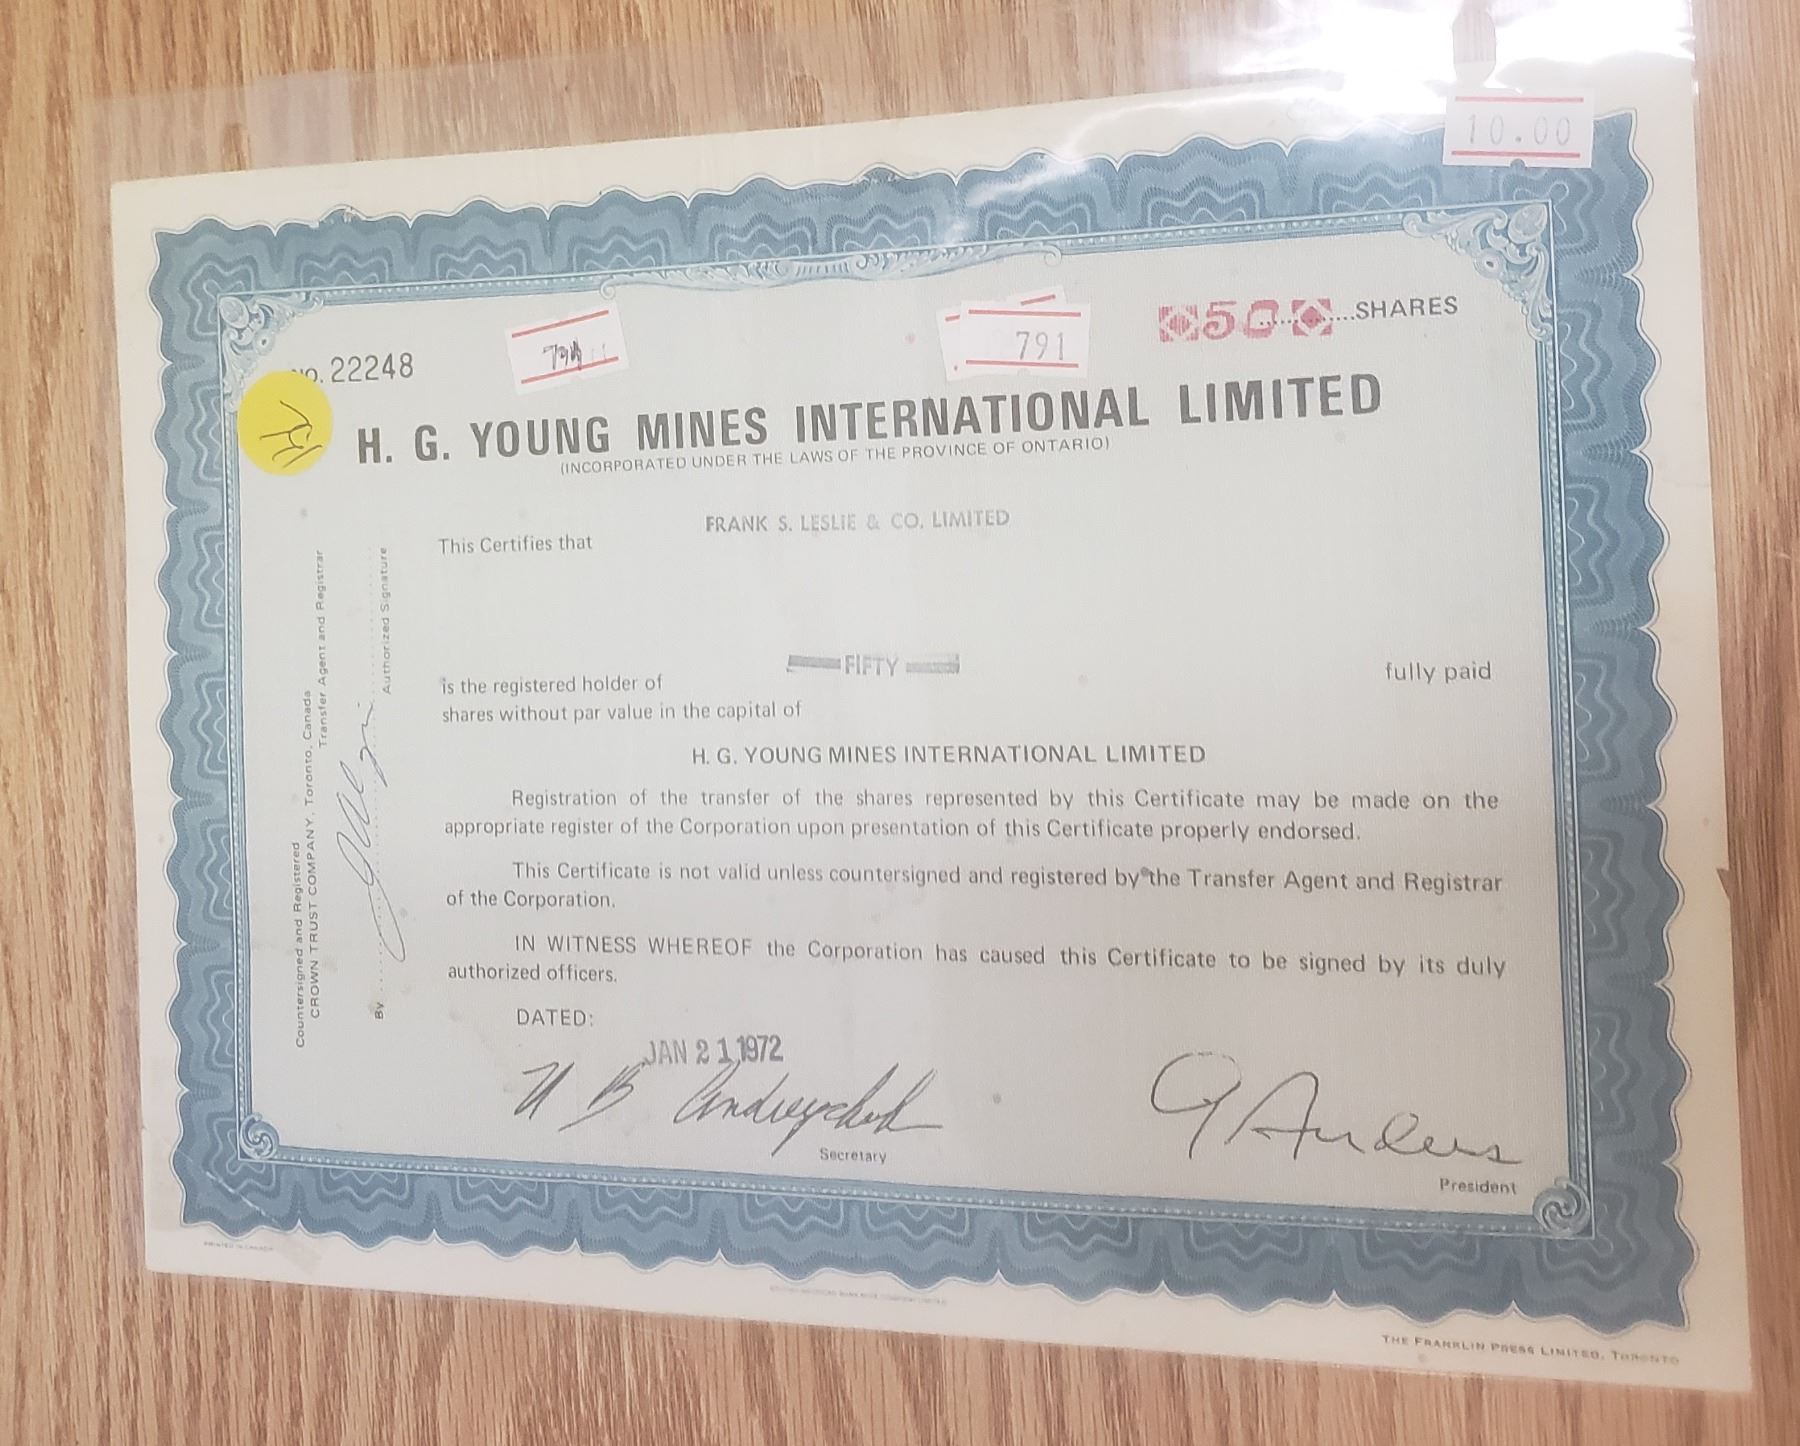 10.00
50 SHARES
791
No. 22248
H. G. YOUNG MINES INTERNATIONAL LIMITED
(INCORPORATED UNDER THE LAWS OF THE PROVINCE OF ONTARIO)
FRANK S. LESLIE & CO. LIMITED
This Certifies that
FIFTY
is the registered holder of fully paid
shares without par value in the capital of
H. G. YOUNG MINES INTERNATIONAL LIMITED
Registration of the transfer of the shares represented by this Certificate may be made on the
appropriate register of the Corporation upon presentation of this Certificate properly endorsed.
This Certificate is not valid unless countersigned and registered by the Transfer Agent and Registrar
of the Corporation.
IN WITNESS WHEREOF the Corporation has caused this Certificate to be signed by its duly
authorized officers.
DATED:
JAN 21 1972
Secretary
G Anders
President
Countersigned and Registered
CROWN TRUST COMPANY, Toronto, Canada
Transfer Agent and Registrar
By
Authorized Signature
PRINTED IN CANADA
THE FRANKLIN PRESS LIMITED, TORONTO